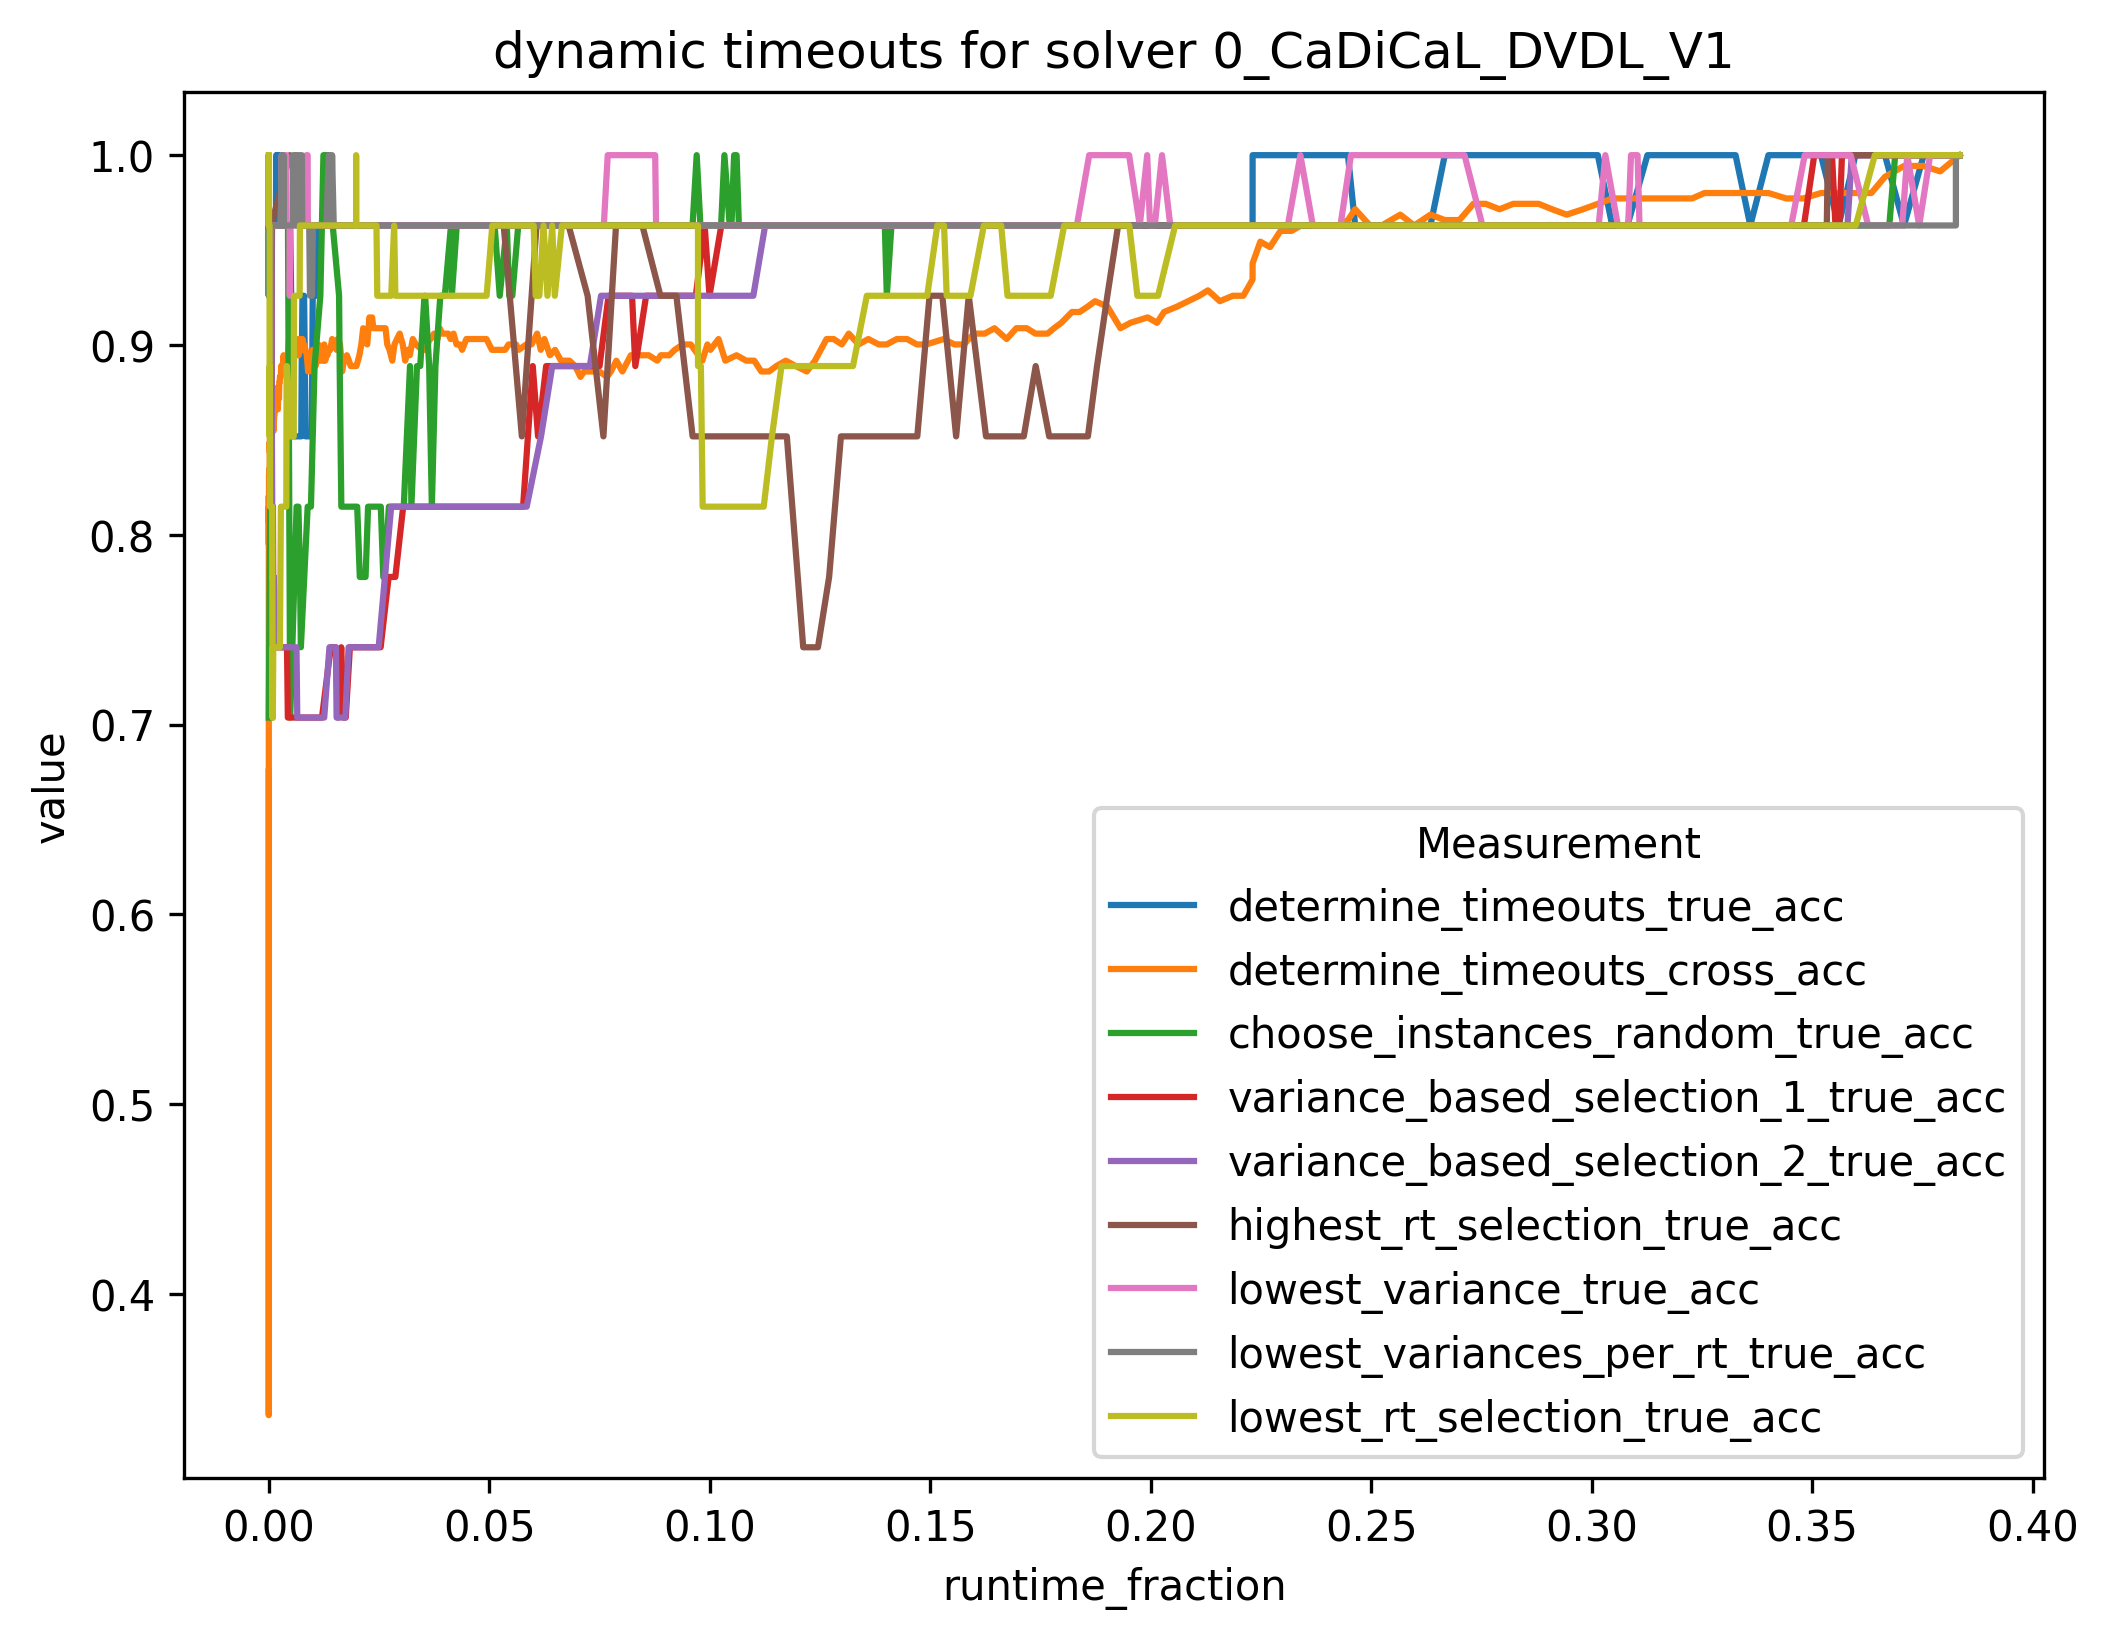 dynamic timeouts for solver 0_CaDiCaL_DVDL_V1
1.0
0.9
0.8
0.7
0.6
0.5
0.4
value
Measurement
determine_timeouts_true_acc
determine_timeouts_cross_acc
choose_instances_random_true_acc
variance_based_selection_1_true_acc
variance_based_selection_2_true_acc
highest_rt_selection_true_acc
lowest_variance_true_acc
lowest_variances_per_rt_true_acc
lowest_rt_selection_true_acc
0.00 0.05 0.10 0.15 0.20 0.25 0.30 0.35 0.40
runtime_fraction